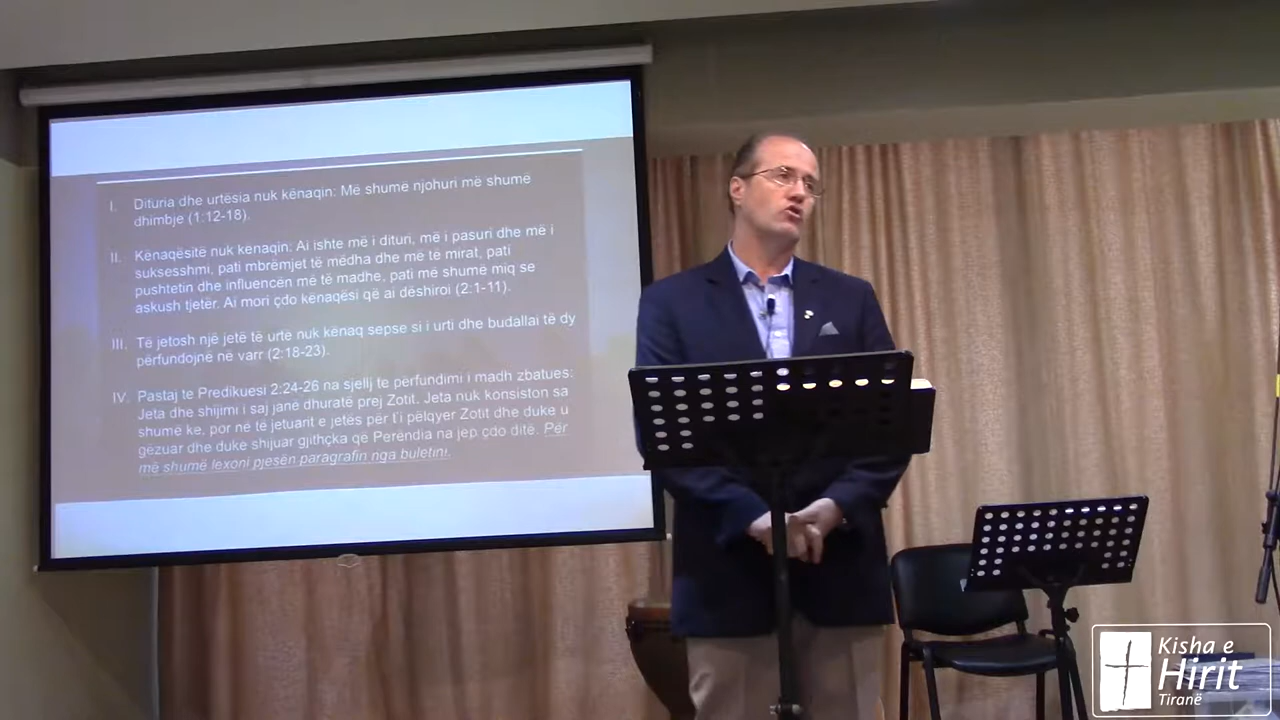 I. Dituria dhe urtësia nuk kënaqin: Më shumë njohuri më shumë
dhimbje (1:12-18).
II. Kënaqësitë nuk kënaqin: Ai ishte më i dituri, më i pasuri dhe më i
suksesshmi, pati mbrëmjet të mëdha dhe më të mirat, pati
pushtetin dhe influencën më të madhe, pati më shumë miq se
askush tjetër. Ai mori çdo kënaqësi që ai dëshiroi (2:1-11).
III. Të jetosh një jetë të urtë nuk kënaq sepse si i urti dhe budallai të dy
përfundojnë në varr (2:18-23).
IV. Pastaj te Predikuesi 2:24-26 na sjellj te përfundimi i madh zbatues:
Jeta dhe shijimi i saj janë dhuratë prej Zotit. Jeta nuk konsiston sa
shumë ke, por në të jetuarit e jetës për t'i pëlqyer Zotit dhe duke u
gëzuar dhe duke shijuar gjithçka që Perëndia na jep çdo ditë. Për
më shumë lexoni pjesën paragrafin nga buletini.
Kisha e
Hirit
Tiranë